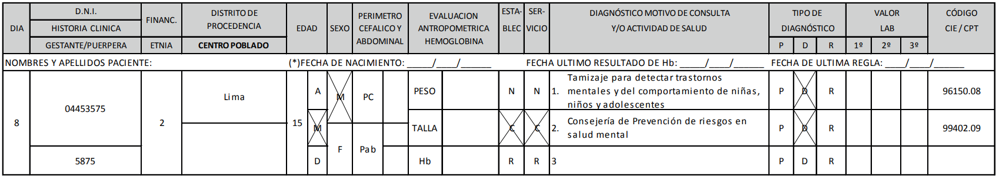 DIA
D.N.I.
HISTORIA CLINICA
GESTANTE/PUERPERA
FINANC.
ETNIA
DISTRITO DE
PROCEDENCIA
CENTRO POBLADO
EDAD
SEXO
PERIMETRO
CEFALICO Y
ABDOMINAL
EVALUACION
ANTROPOMETRICA
HEMOGLOBINA
ESTA-
BLEC
SER-
VICIO
DIAGNÓSTICO MOTIVO DE CONSULTA
Y/O ACTIVIDAD DE SALUD
TIPO DE
DIAGNÓSTICO
P D R
VALOR
LAB
1º 2º 3º
CÓDIGO
CIE / CPT
NOMBRES Y APELLIDOS PACIENTE: (*)FECHA DE NACIMIENTO: _____/____/______ FECHA ULTIMO RESULTADO DE Hb: _____/____/______ FECHA DE ULTIMA REGLA: ____/____/______
8
04453575
5875
2
Lima
15
A
M
D
M
F
PC
Pab
PESO
TALLA
Hb
N N
C C
R R
1. Tamizaje para detectar trastornos
mentales y del comportamiento de niñas,
niños y adolescentes
P D R
96150.08
2. Consejería de Prevención de riesgos en
salud mental
P D R
99402.09
3
P D R